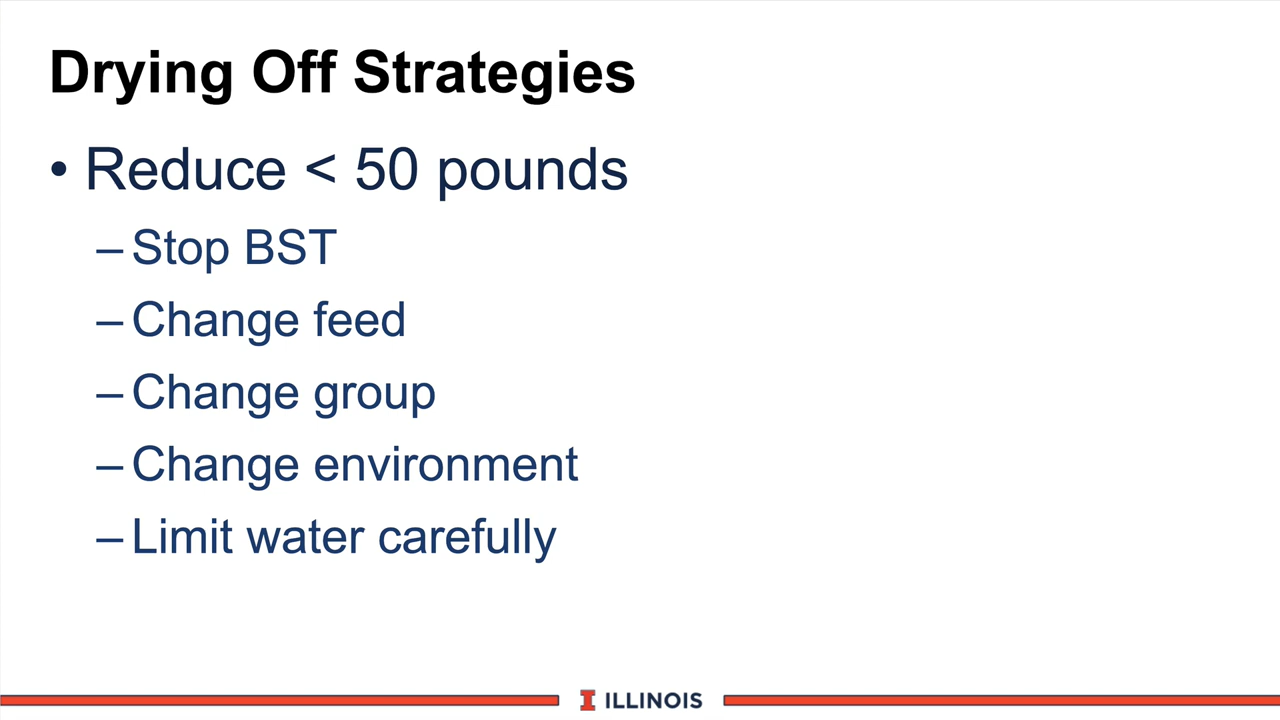 Drying Off Strategies
• Reduce < 50 pounds
– Stop BST
– Change feed
– Change group
– Change environment
– Limit water carefully
I ILLINOIS